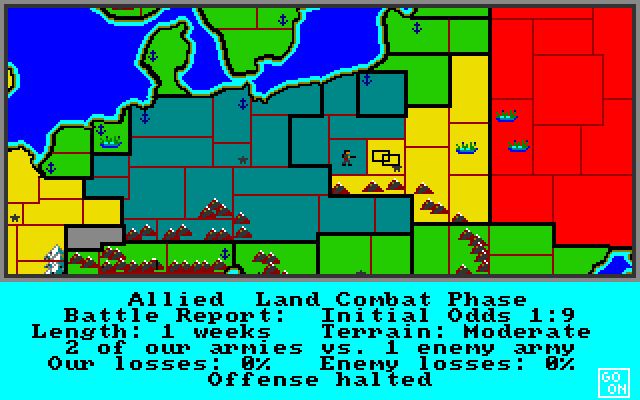 Allied Land Combat Phase
Battle Report: Initial Odds 1:9
Length: 1 weeks Terrain: Moderate
2 of our armies vs. 1 enemy army
Our losses: 0% Enemy losses: 0%
Offense halted
GO
ON